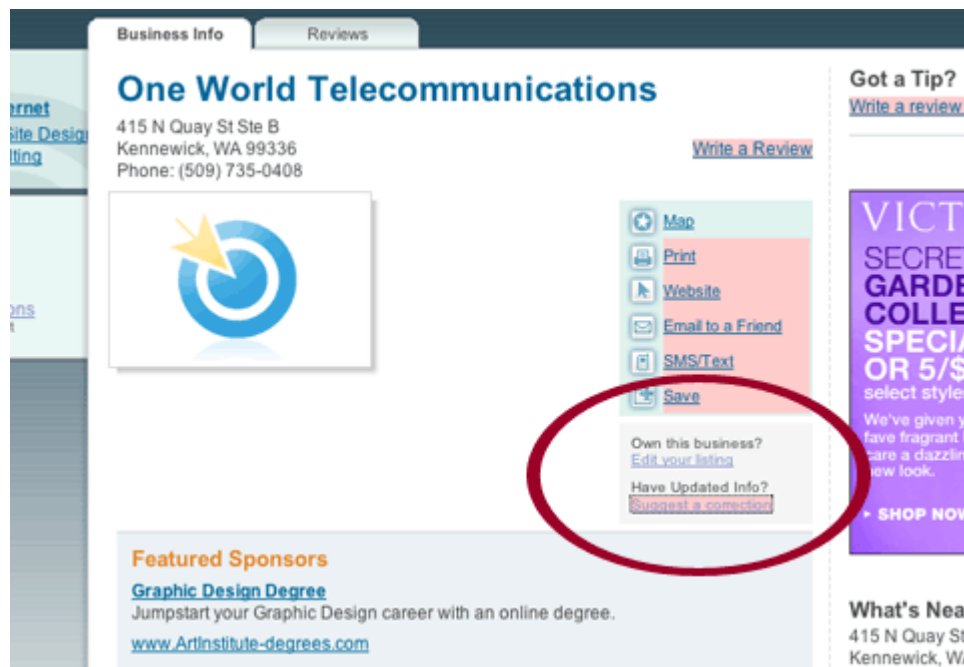 Business Info
Reviews
One World Telecommunications
415 N Quay St Ste B
Kennewick, WA 99336
Phone: (509) 735-0408
Write a Review
Map
Print
Website
Email to a Friend
SMS/Text
Save
Own this business?
Edit your listing
Have Updated Info?
Suggest a correction
Featured Sponsors
Graphic Design Degree
Jumpstart your Graphic Design career with an online degree.
www.ArtInstitute-degrees.com
ernet
ite Desig
lting
ons
Got a Tip?
Write a review
VICT
SECRE
GARDE
COLLE
SPECIA
OR 5/$
select style
We've given y
fave fragrant
care a dazzlin
new look.
SHOP NOW
What's Nea
415 N Quay St
Kennewick, W